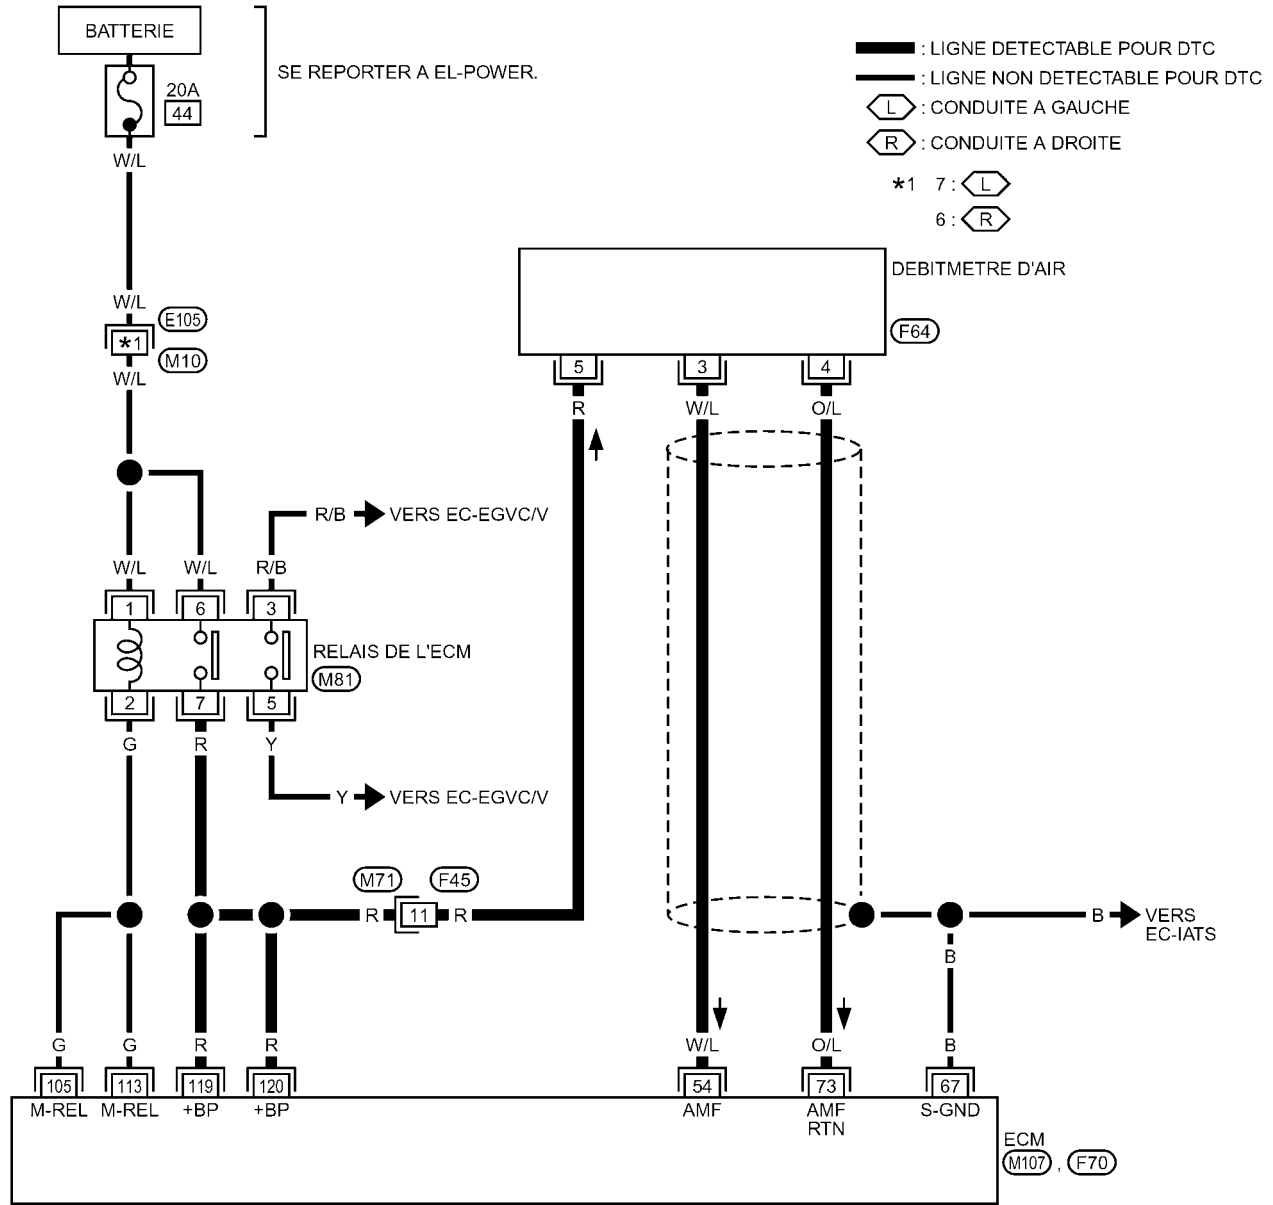 BATTERIE
20A
44
SE REPORTER A EL-POWER.
: LIGNE DETECTABLE POUR DTC
: LIGNE NON DETECTABLE POUR DTC
L : CONDUITE A GAUCHE
R : CONDUITE A DROITE
*1 7 : L
6 : R
W/L
W/L
E105
*1
M10
W/L
DEBITMETRE D'AIR
F64
5 3 4
R W/L O/L
R/B VERS EC-EGVC/V
W/L W/L R/B
1 6 3
RELAIS DE L'ECM
M81
2 7 5
G R Y
Y VERS EC-EGVC/V
M71 F45
R 11 R
B VERS
EC-IATS
B
G G R R W/L O/L B
105 113 119 120 54 73 67
M-REL M-REL +BP +BP AMF AMF S-GND
RTN
ECM
M107 , F70